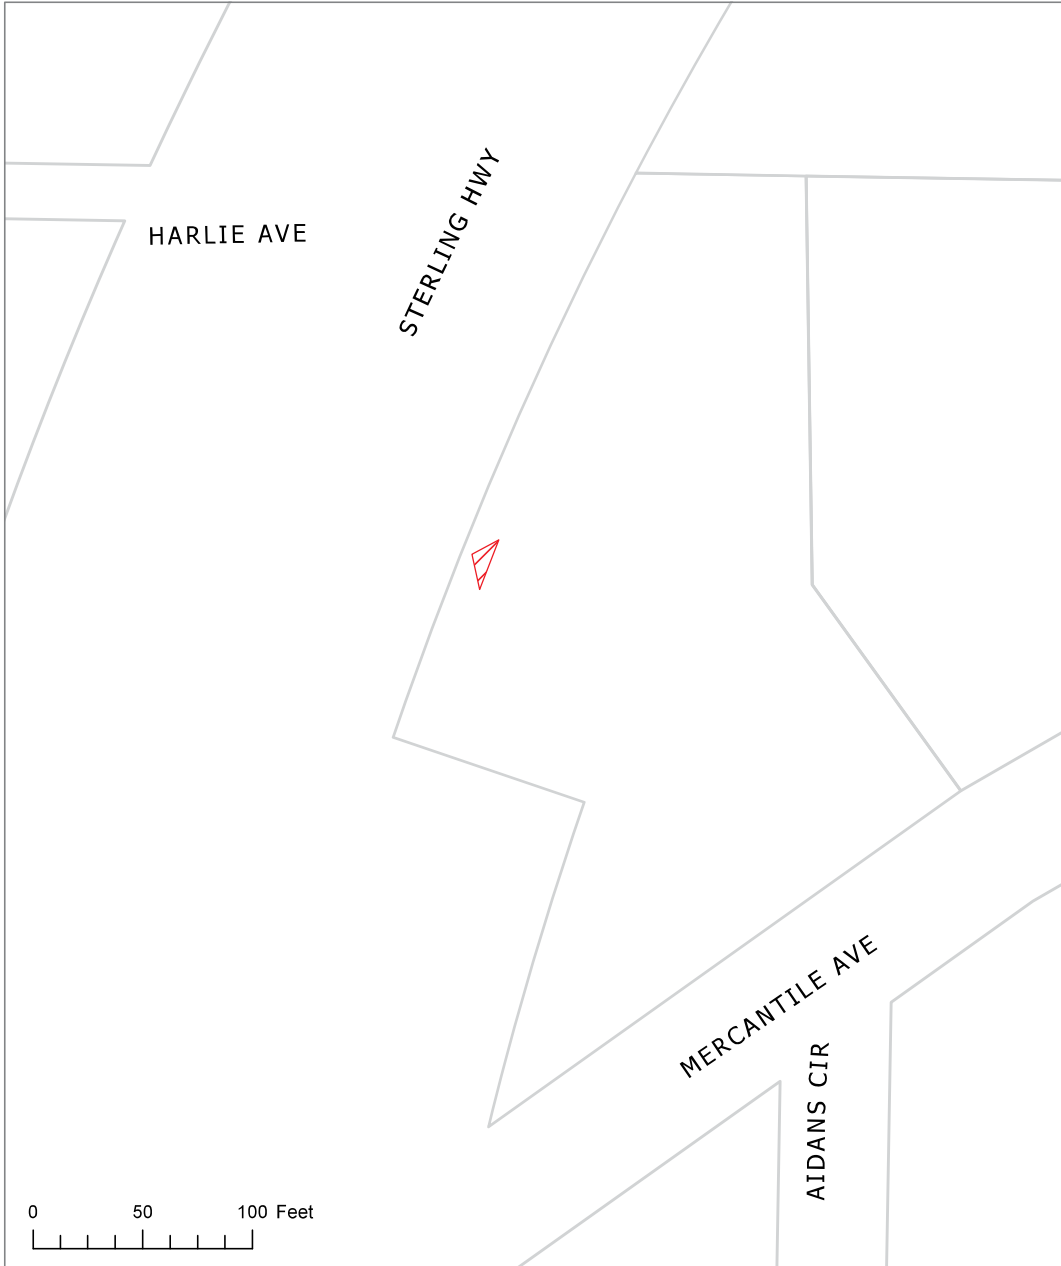 STERLING HWY
HARLIE AVE
MERCANTILE AVE
AIDANS CIR
0 50 100 Feet